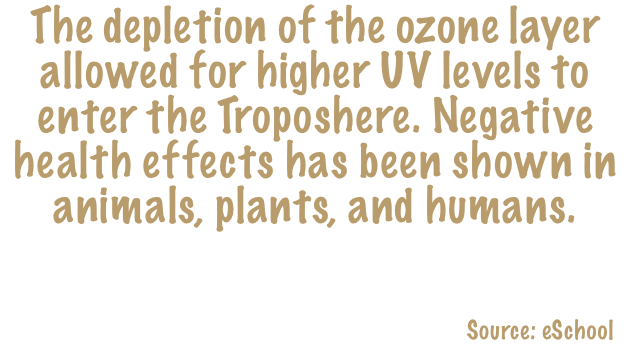 The depletion of the ozone layer
allowed for higher UV levels to
enter the Troposhere. Negative
health effects has been shown in
animals, plants, and humans.
Source: eSchool